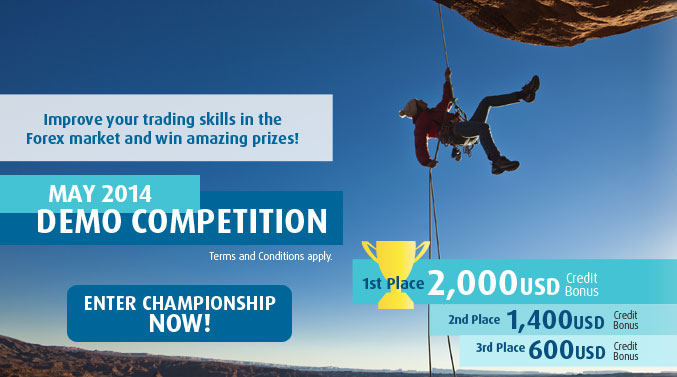 Improve your trading skills in the
Forex market and win amazing prizes!
MAY 2014
DEMO COMPETITION
Terms and Conditions apply.
ENTER CHAMPIONSHIP
NOW!
1st Place 2,000USD Credit
Bonus
2nd Place 1,400USD Credit
Bonus
3rd Place 600USD Credit
Bonus